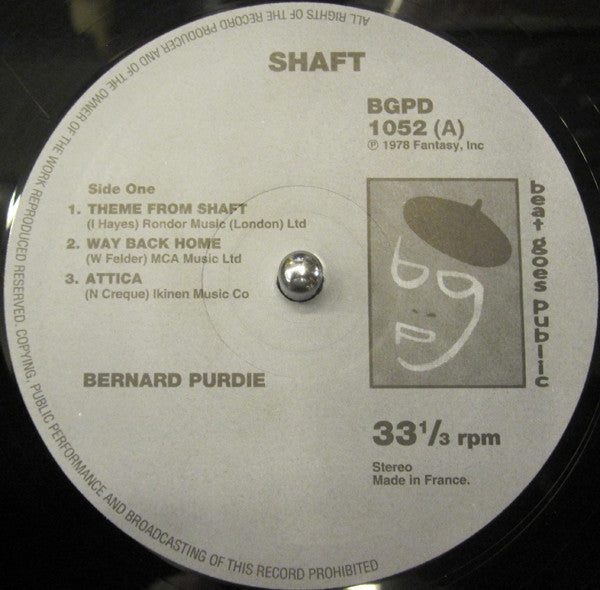 ALL RIGHTS OF THE RECORD PRODUCER AND OF THE OWNER OF THE WORK REPRODUCED RESERVED. COPYING, PUBLIC PERFORMANCE AND BROADCASTING OF THIS RECORD PROHIBITED
SHAFT
BGPD
1052 (A)
℗ 1978 Fantasy, Inc
Side One
1. THEME FROM SHAFT
(I Hayes) Rondor Music (London) Ltd
2. WAY BACK HOME
(W Felder) MCA Music Ltd
3. ATTICA
(N Creque) Ikinen Music Co
bgp
beat goes public
BERNARD PURDIE
33 1/3 rpm
Stereo
Made in France.